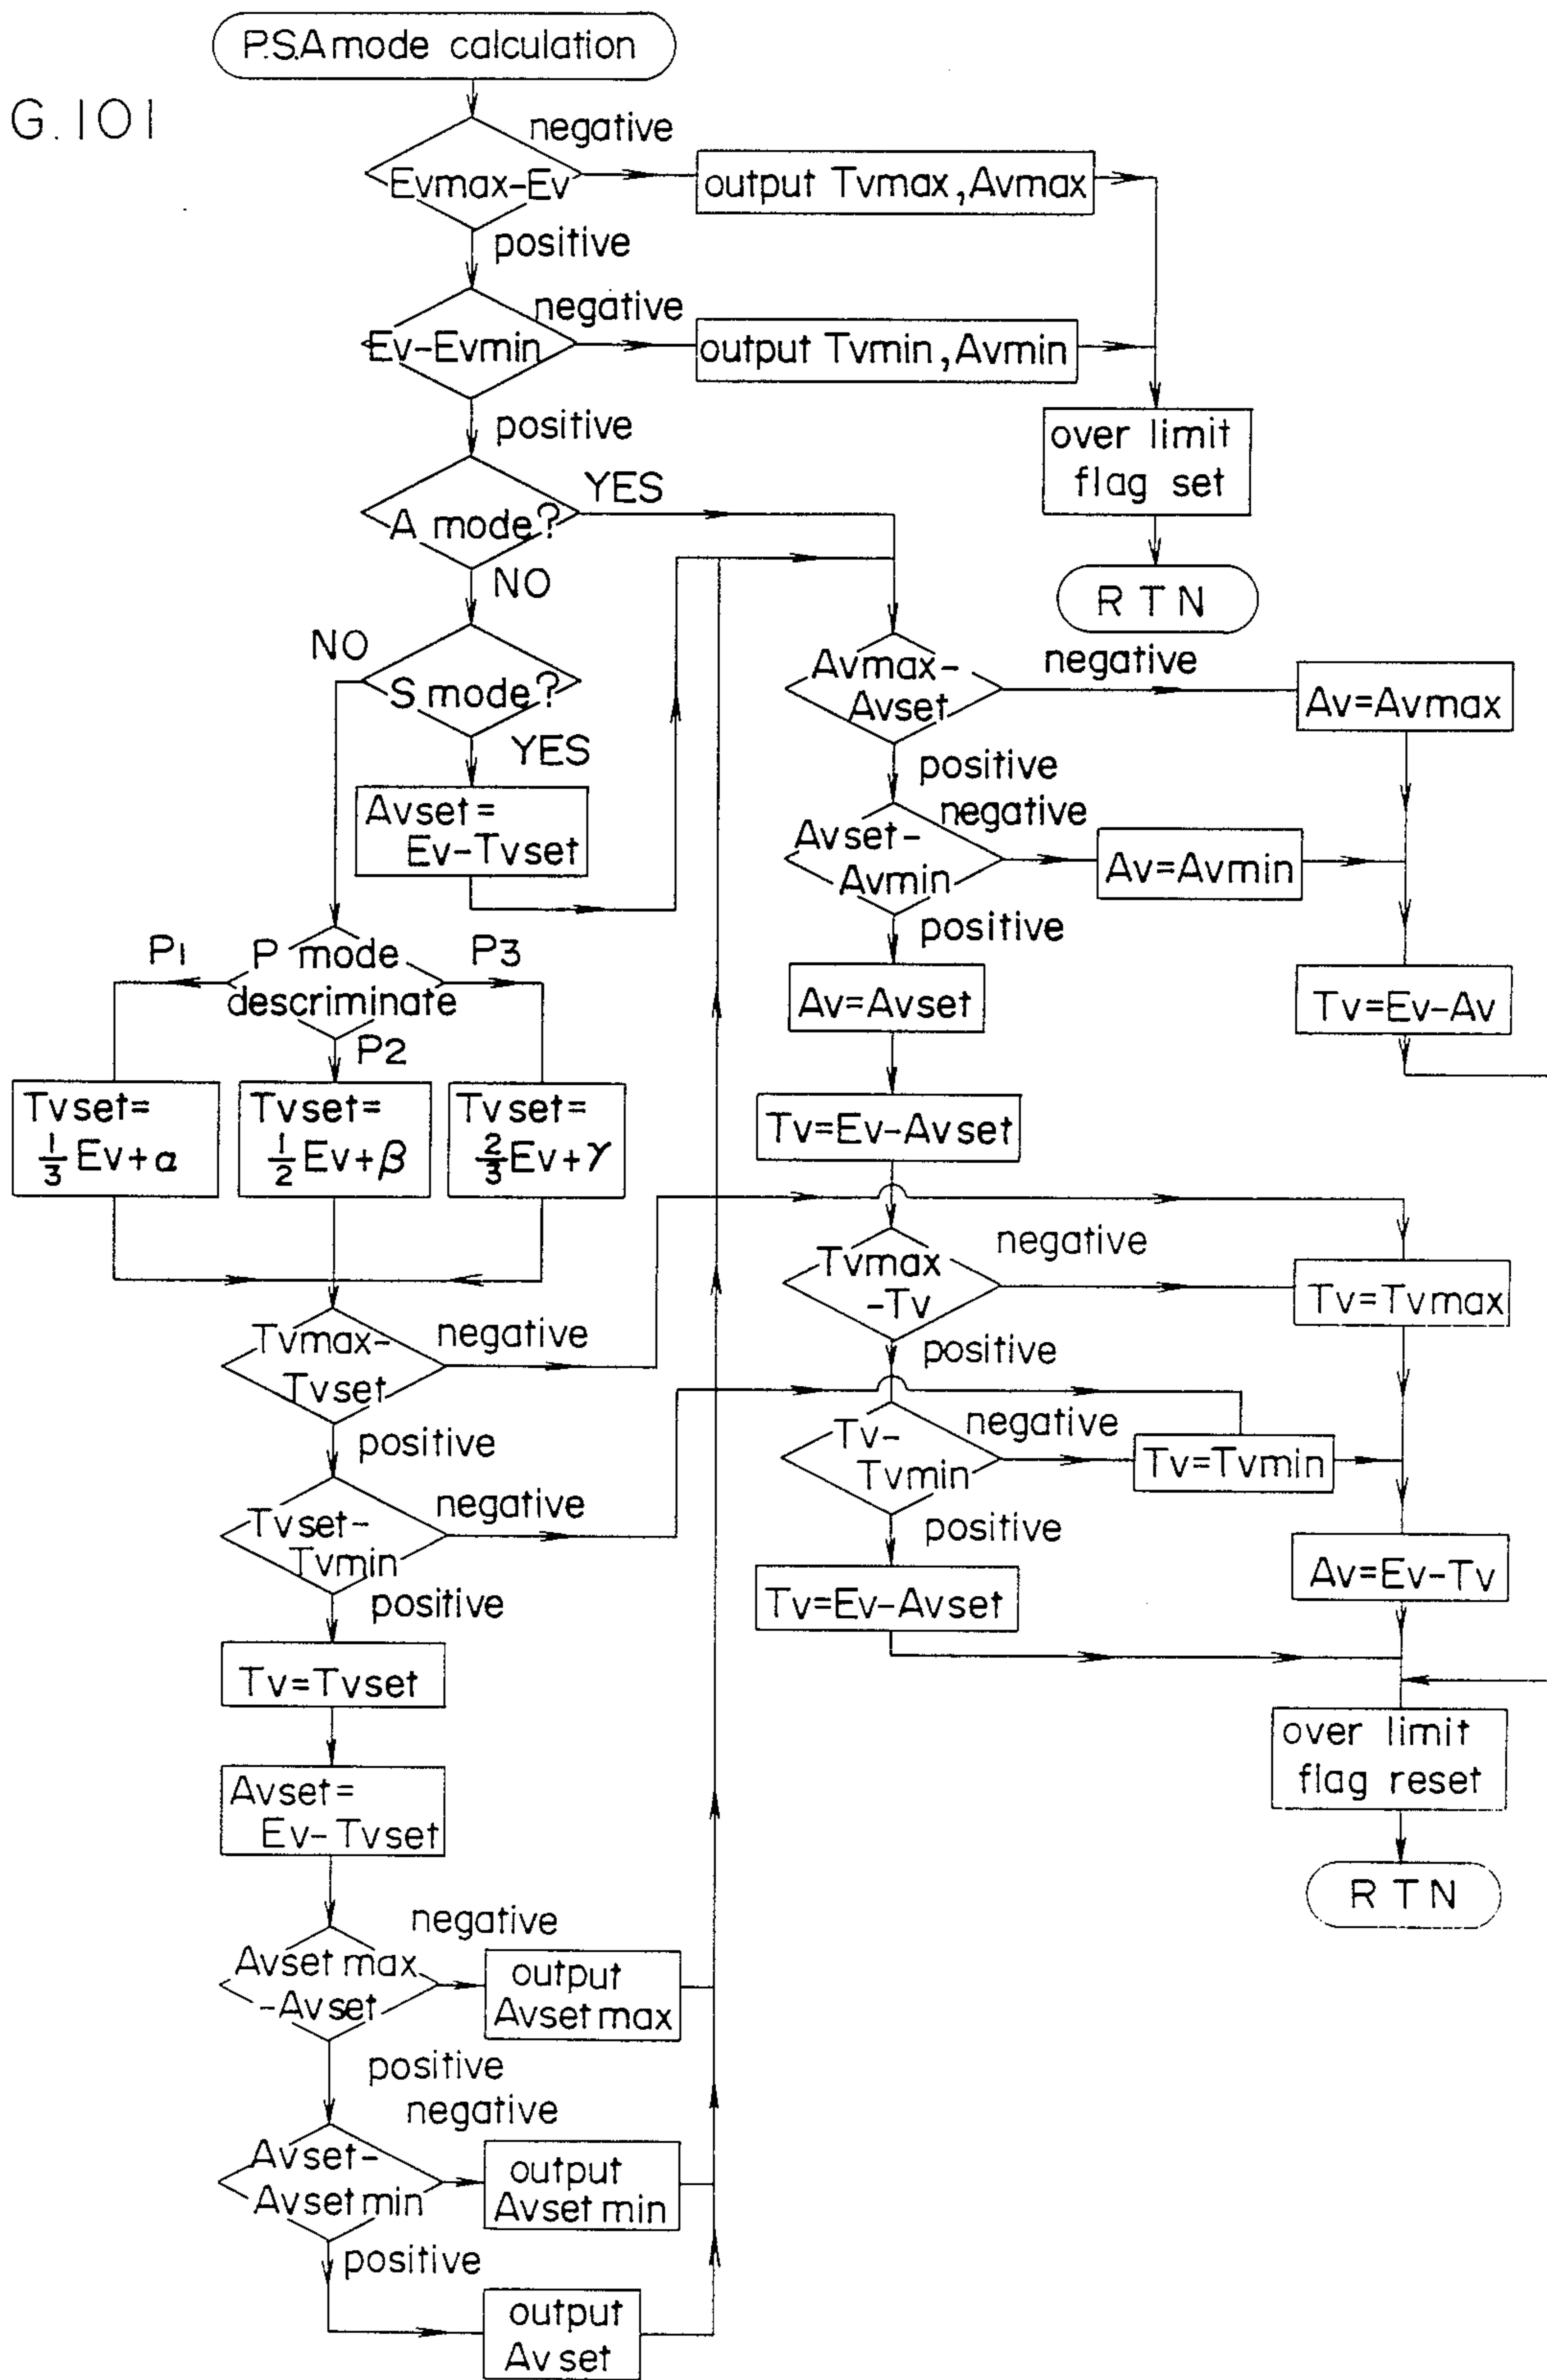 P.S.A mode calculation
G.101
negative
Evmax-Ev
output Tvmax,Avmax
positive
negative
Ev-Evmin
output Tvmin,Avmin
positive
over limit
flag set
YES
A mode?
NO
RTN
NO
S mode?
YES
Avset=
Ev-Tvset
Avmax-
Avset
negative
Av=Avmax
positive
negative
Avset-
Avmin
Av=Avmin
positive
Av=Avset
Tv=Ev-Av
P1
P mode
descriminate
P3
P2
Tvset=
1/3 Ev+α
Tvset=
1/2 Ev+β
Tvset=
2/3 Ev+γ
Tv=Ev-Avset
Tvmax
-Tv
negative
Tv=Tvmax
positive
Tvmax-
Tvset
negative
positive
Tv-
Tvmin
negative
Tv=Tvmin
positive
Tvset-
Tvmin
negative
positive
Tv=Ev-Avset
Av=Ev-Tv
Tv=Tvset
over limit
flag reset
Avset=
Ev-Tvset
RTN
negative
Avset max
-Avset
output
Avset max
positive
negative
Avset-
Avset min
output
Avset min
positive
output
Avset